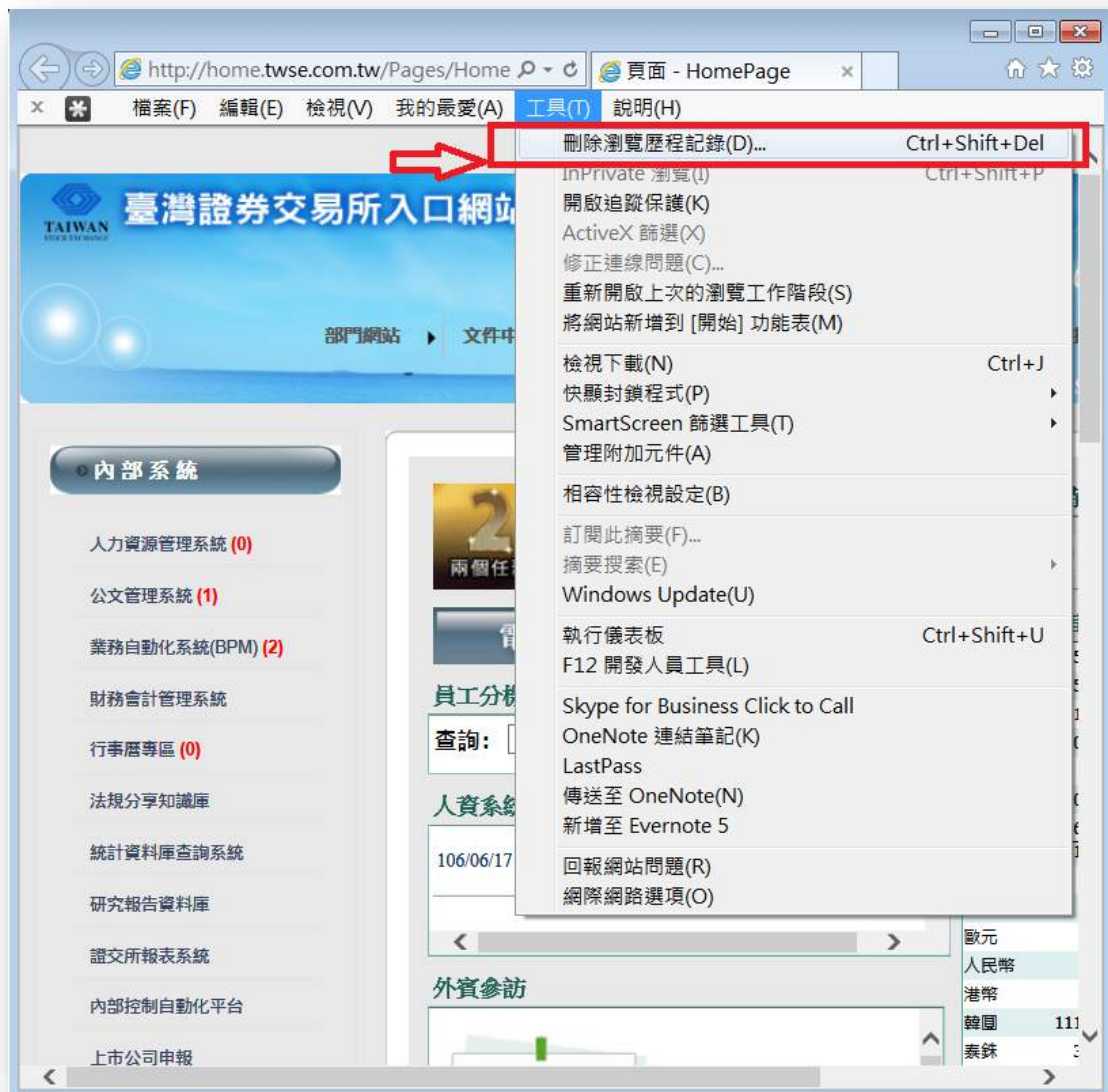 http://home.twse.com.tw/Pages/Home
頁面 - HomePage
檔案(F) 編輯(E) 檢視(V) 我的最愛(A) 工具(T) 說明(H)
刪除瀏覽歷程記錄(D)... Ctrl+Shift+Del
InPrivate 瀏覽(I) Ctrl+Shift+P
開啟追蹤保護(K)
ActiveX 篩選(X)
修正連線問題(C)...
重新開啟上次的瀏覽工作階段(S)
將網站新增到 [開始] 功能表(M)
檢視下載(N) Ctrl+J
快顯封鎖程式(P)
SmartScreen 篩選工具(T)
管理附加元件(A)
相容性檢視設定(B)
訂閱此摘要(F)...
摘要搜索(E)
Windows Update(U)
執行儀表板 Ctrl+Shift+U
F12 開發人員工具(L)
Skype for Business Click to Call
OneNote 連結筆記(K)
LastPass
傳送至 OneNote(N)
新增至 Evernote 5
回報網站問題(R)
網際網路選項(O)
TAIWAN
STOCK EXCHANGE
臺灣證券交易所入口網站
部門網站 文件中
內部系統
人力資源管理系統 (0)
公文管理系統 (1)
業務自動化系統(BPM) (2)
財務會計管理系統
行事曆專區 (0)
法規分享知識庫
統計資料庫查詢系統
研究報告資料庫
證交所報表系統
內部控制自動化平台
上市公司申報
2
兩個任
員工分機
查詢：
人資系統
106/06/17
外賓參訪
歐元
人民幣
港幣
韓圓 111
泰銖